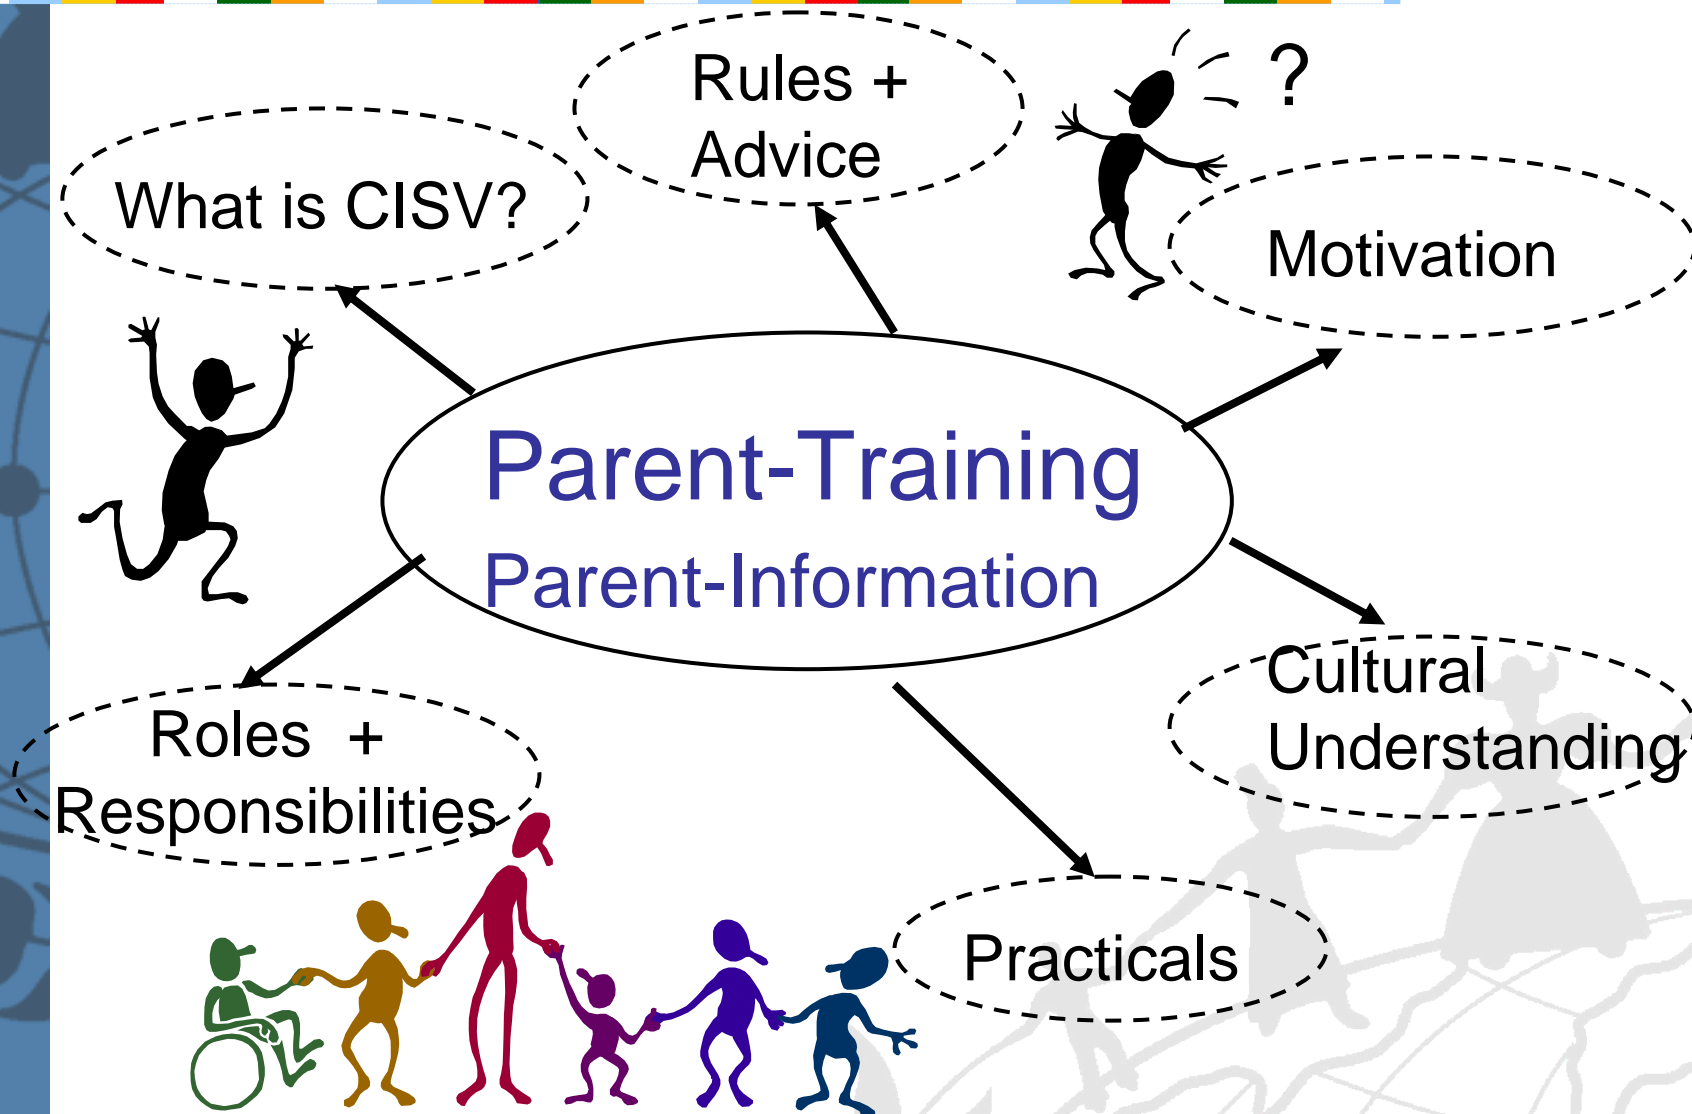 Rules +
Advice
?
What is CISV?
Motivation
Parent-Training
Parent-Information
Cultural
Understanding
Roles +
Responsibilities
Practicals